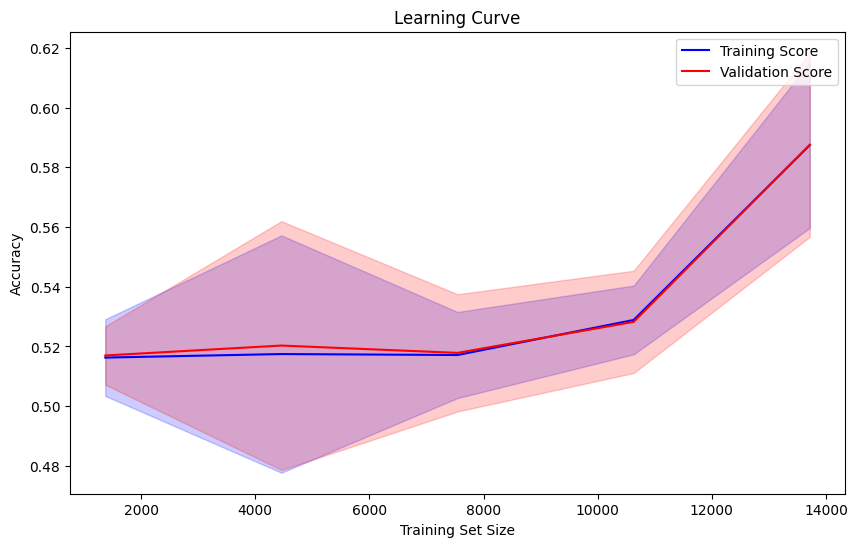 Learning Curve
Training Score
Validation Score
0.62
0.60
0.58
0.56
0.54
0.52
0.50
0.48
Accuracy
2000 4000 6000 8000 10000 12000 14000
Training Set Size